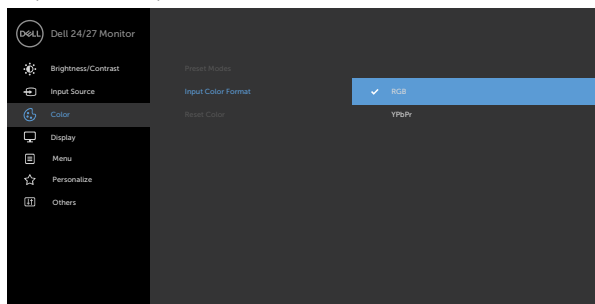 DELL Dell 24/27 Monitor
Brightness/Contrast
Input Source
Color
Display
Menu
Personalize
Others
Preset Modes
Input Color Format
Reset Color
RGB
YPbPr